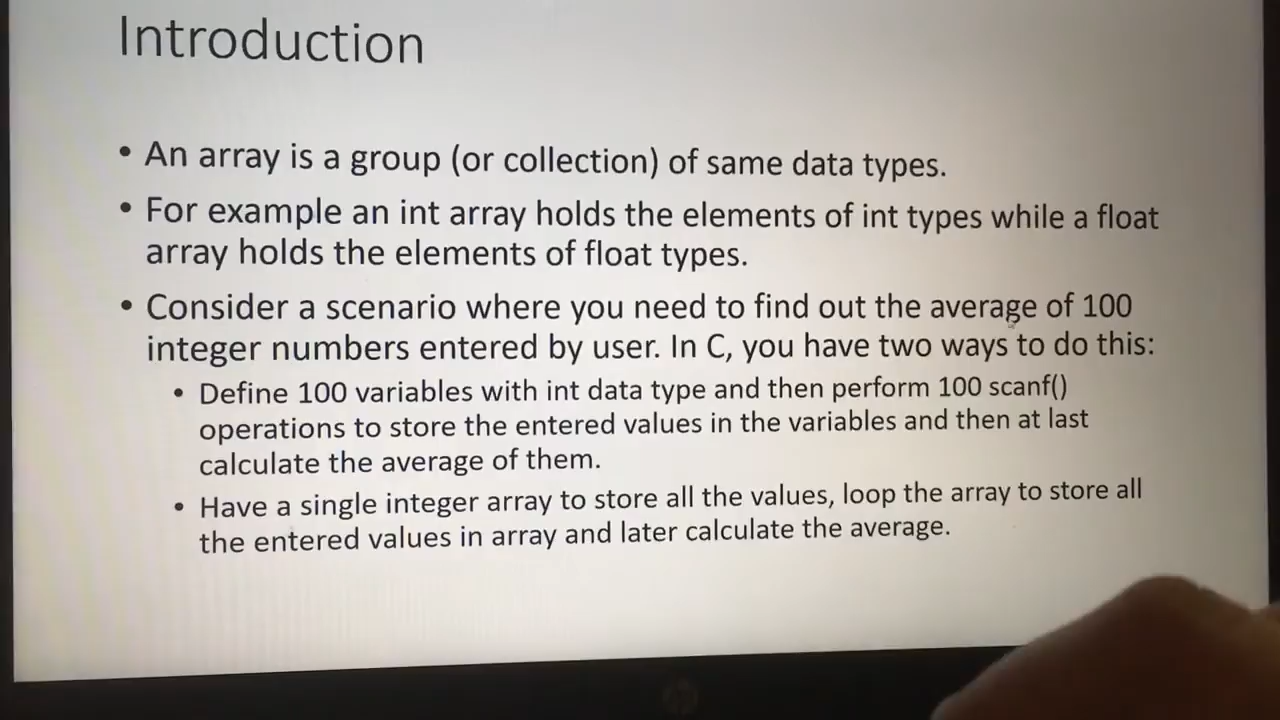 Introduction
• An array is a group (or collection) of same data types.
• For example an int array holds the elements of int types while a float
array holds the elements of float types.
• Consider a scenario where you need to find out the average of 100
integer numbers entered by user. In C, you have two ways to do this:
• Define 100 variables with int data type and then perform 100 scanf()
operations to store the entered values in the variables and then at last
calculate the average of them.
• Have a single integer array to store all the values, loop the array to store all
the entered values in array and later calculate the average.
hp